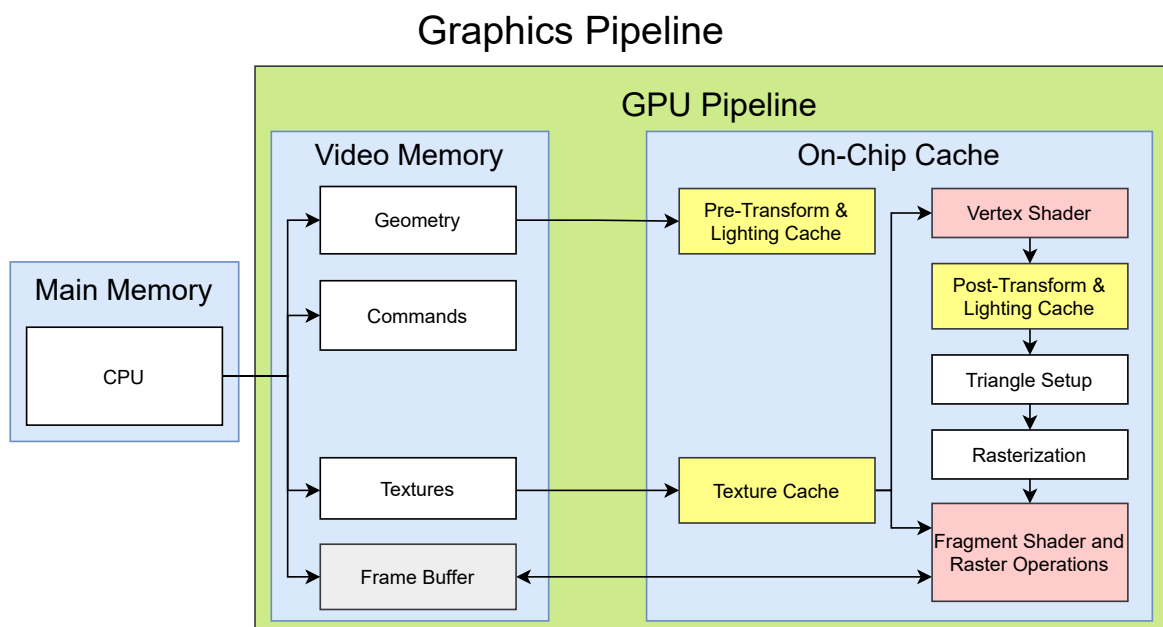 Graphics Pipeline
GPU Pipeline
Video Memory
On-Chip Cache
Geometry
Pre-Transform &
Lighting Cache
Vertex Shader
Main Memory
Commands
Post-Transform &
Lighting Cache
CPU
Triangle Setup
Rasterization
Textures
Texture Cache
Frame Buffer
Fragment Shader and
Raster Operations